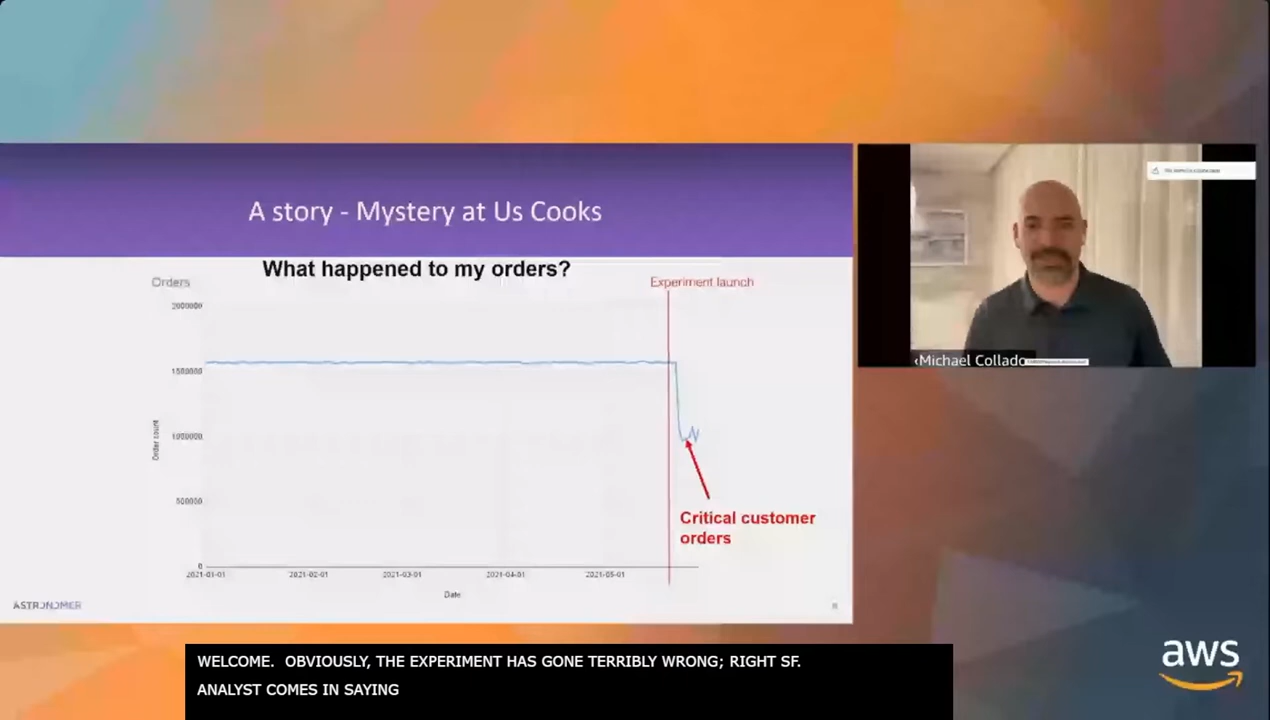 A story - Mystery at Us Cooks
What happened to my orders?
Orders
Experiment launch
2000000
1500000
1000000
500000
0
Order count
Critical customer
orders
2021-01-01
2021-02-01
2021-03-01
2021-04-01
2021-05-01
Date
ASTRONOMER
8
Michael Collado
aws
WELCOME. OBVIOUSLY, THE EXPERIMENT HAS GONE TERRIBLY WRONG; RIGHT SF.
ANALYST COMES IN SAYING